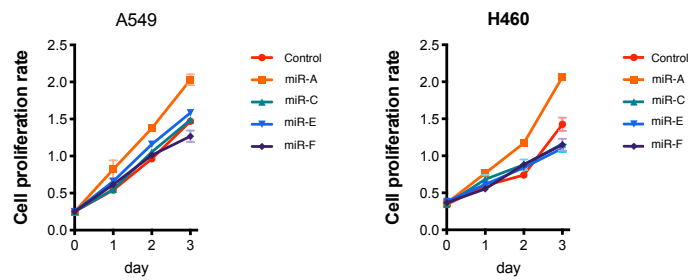 A549
Cell proliferation rate
2.5
2.0
1.5
1.0
0.5
0.0
0 1 2 3
day
Control
miR-A
miR-C
miR-E
miR-F
H460
Cell proliferation rate
2.5
2.0
1.5
1.0
0.5
0.0
0 1 2 3
day
Control
miR-A
miR-C
miR-E
miR-F